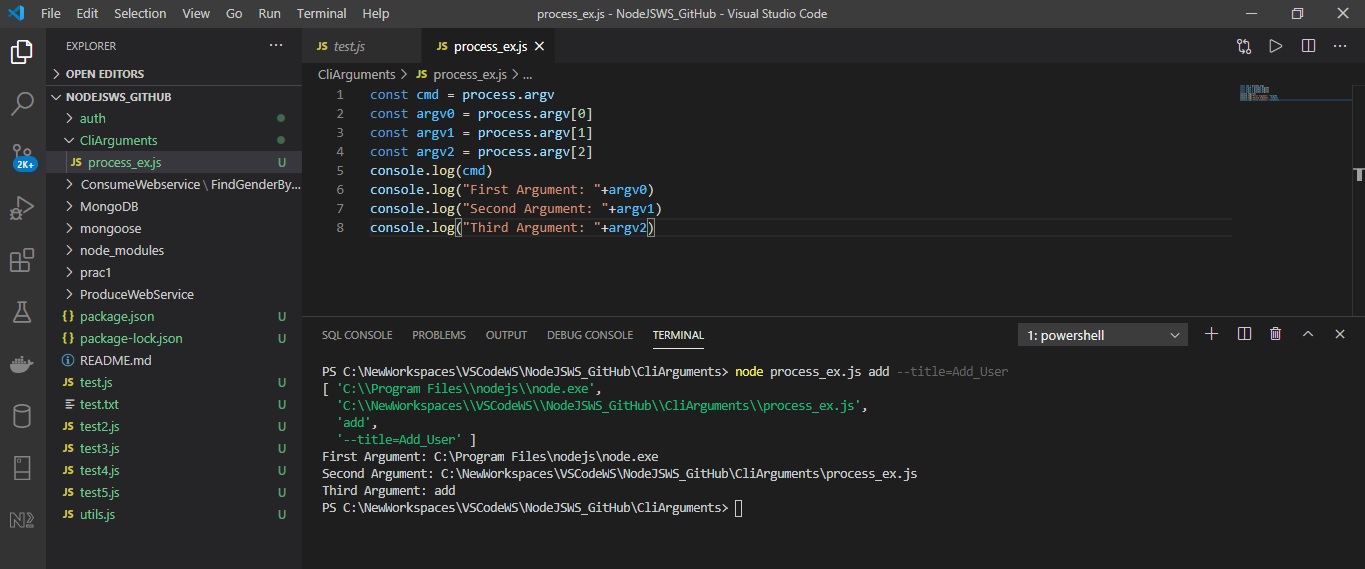 File Edit Selection View Go Run Terminal Help process_ex.js - NodeJSWS_GitHub - Visual Studio Code
EXPLORER ...
OPEN EDITORS
NODEJSWS_GITHUB
auth
CliArguments
JS process_ex.js U
ConsumeWebservice \ FindGenderBy...
MongoDB
mongoose
node_modules
prac1
ProduceWebService
{} package.json U
{} package-lock.json U
README.md
JS test.js U
test.txt U
JS test2.js U
JS test3.js U
JS test4.js U
JS test5.js U
JS utils.js U
2K+
JS test.js JS process_ex.js
CliArguments > JS process_ex.js > ...
1 const cmd = process.argv
2 const argv0 = process.argv[0]
3 const argv1 = process.argv[1]
4 const argv2 = process.argv[2]
5 console.log(cmd)
6 console.log("First Argument: "+argv0)
7 console.log("Second Argument: "+argv1)
8 console.log("Third Argument: "+argv2)
SQL CONSOLE PROBLEMS OUTPUT DEBUG CONSOLE TERMINAL 1: powershell
PS C:\NewWorkspaces\VSCodeWS\NodeJSWS_GitHub\CliArguments> node process_ex.js add --title=Add_User
[ 'C:\\Program Files\\nodejs\\node.exe',
'C:\\NewWorkspaces\\VSCodeWS\\NodeJSWS_GitHub\\CliArguments\\process_ex.js',
'add',
'--title=Add_User' ]
First Argument: C:\Program Files\nodejs\node.exe
Second Argument: C:\NewWorkspaces\VSCodeWS\NodeJSWS_GitHub\CliArguments\process_ex.js
Third Argument: add
PS C:\NewWorkspaces\VSCodeWS\NodeJSWS_GitHub\CliArguments>